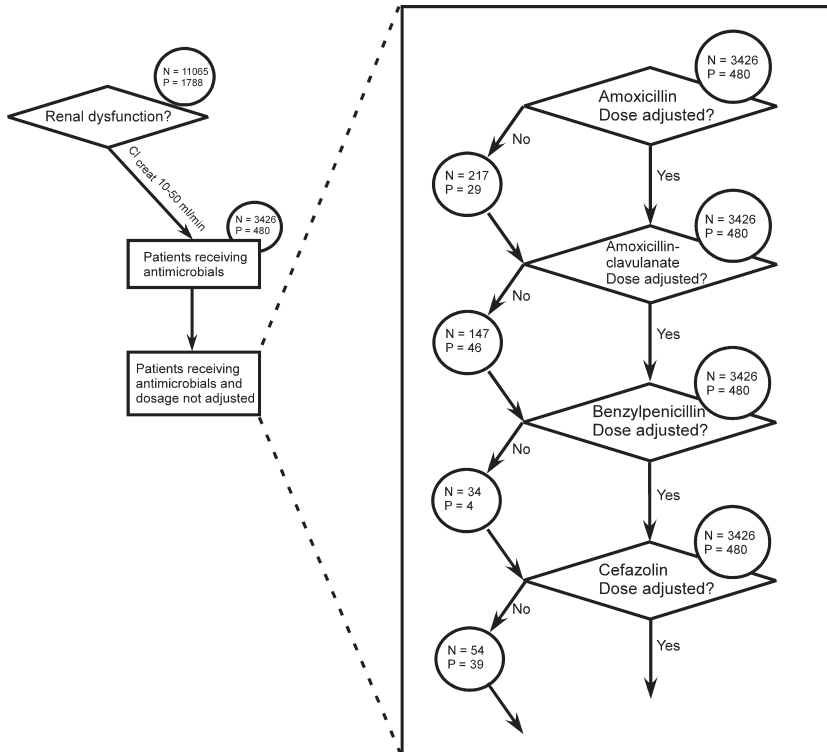 N = 11065
P = 1788
Renal dysfunction?
Cl creat 10-50 ml/min
N = 3426
P = 480
Patients receiving
antimicrobials
Patients receiving
antimicrobials and
dosage not adjusted
N = 3426
P = 480
Amoxicillin
Dose adjusted?
No
Yes
N = 217
P = 29
N = 3426
P = 480
Amoxicillin-
clavulanate
Dose adjusted?
No
Yes
N = 147
P = 46
N = 3426
P = 480
Benzylpenicillin
Dose adjusted?
No
Yes
N = 34
P = 4
N = 3426
P = 480
Cefazolin
Dose adjusted?
No
Yes
N = 54
P = 39